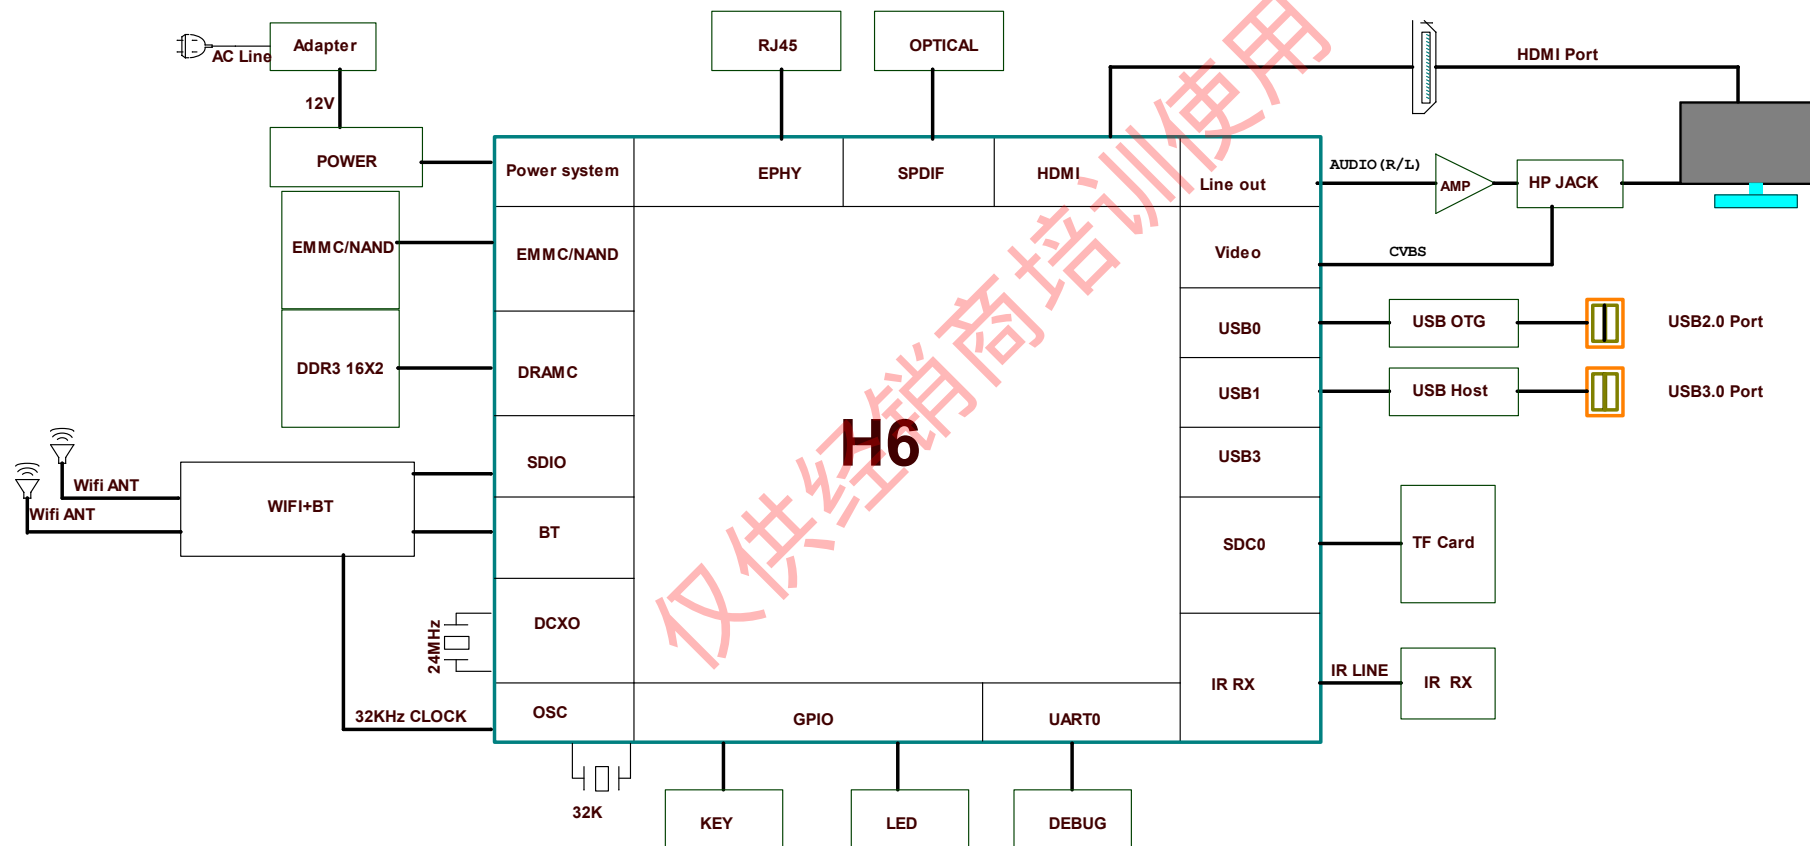 AC Line
Adapter
RJ45
OPTICAL
HDMI Port
12V
POWER
Power system
EPHY
SPDIF
HDMI
Line out
AUDIO(R/L)
AMP
HP JACK
EMMC/NAND
EMMC/NAND
Video
CVBS
USB0
USB OTG
USB2.0 Port
DDR3 16X2
DRAMC
USB1
USB Host
USB3.0 Port
H6
SDIO
USB3
Wifi ANT
Wifi ANT
WIFI+BT
BT
SDC0
TF Card
24MHz
DCXO
IR RX
IR LINE
IR RX
32KHz CLOCK
OSC
GPIO
UART0
32K
KEY
LED
DEBUG
仅供经销商培训使用